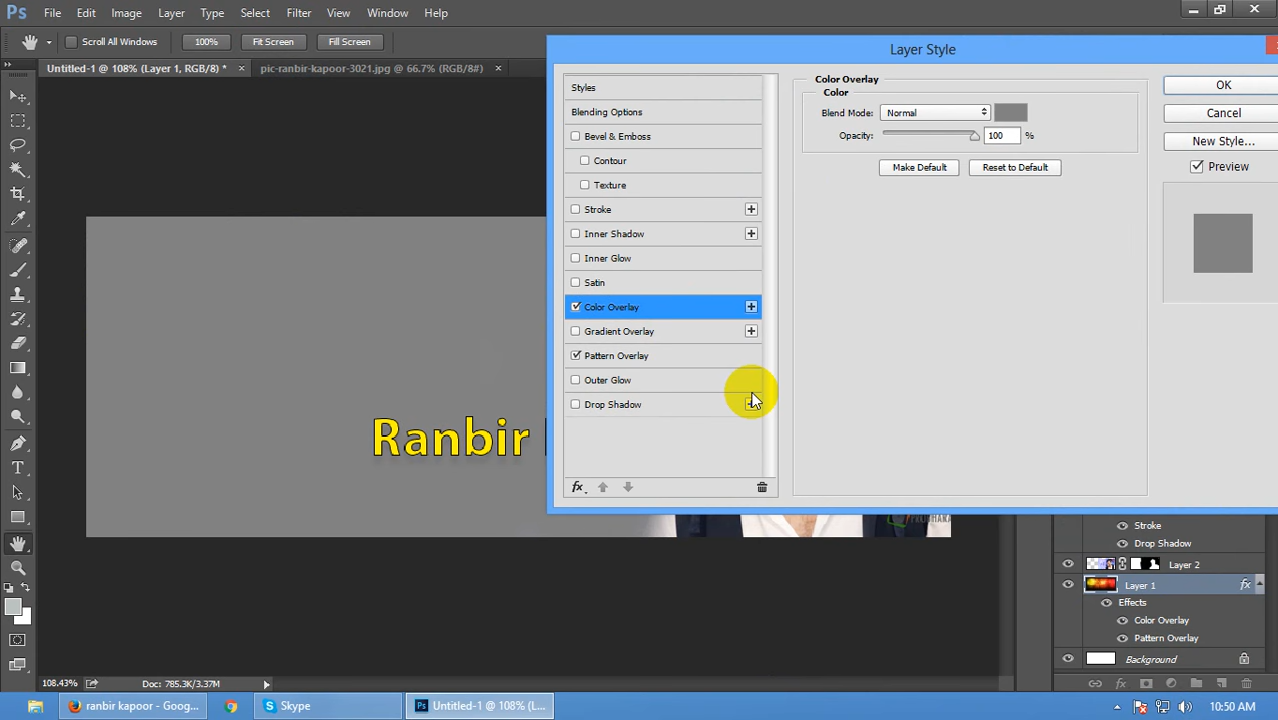 Ps File Edit Image Layer Type Select Filter View Window Help
Scroll All Windows 100% Fit Screen Fill Screen
Untitled-1 @ 108% (Layer 1, RGB/8) * × pic-ranbir-kapoor-3021.jpg @ 66.7% (RGB/8#) ×
Layer Style
Styles
Blending Options
Bevel & Emboss
Contour
Texture
Stroke
Inner Shadow
Inner Glow
Satin
Color Overlay
Gradient Overlay
Pattern Overlay
Outer Glow
Drop Shadow
fx
Color Overlay
Color
Blend Mode: Normal
Opacity: 100 %
Make Default Reset to Default
OK
Cancel
New Style...
Preview
Ranbir
Stroke
Drop Shadow
Layer 2
Layer 1 fx
Effects
Color Overlay
Pattern Overlay
Background
108.43% Doc: 785.3K/3.37M
ranbir kapoor - Goog... Skype Untitled-1 @ 108% (L... 10:50 AM